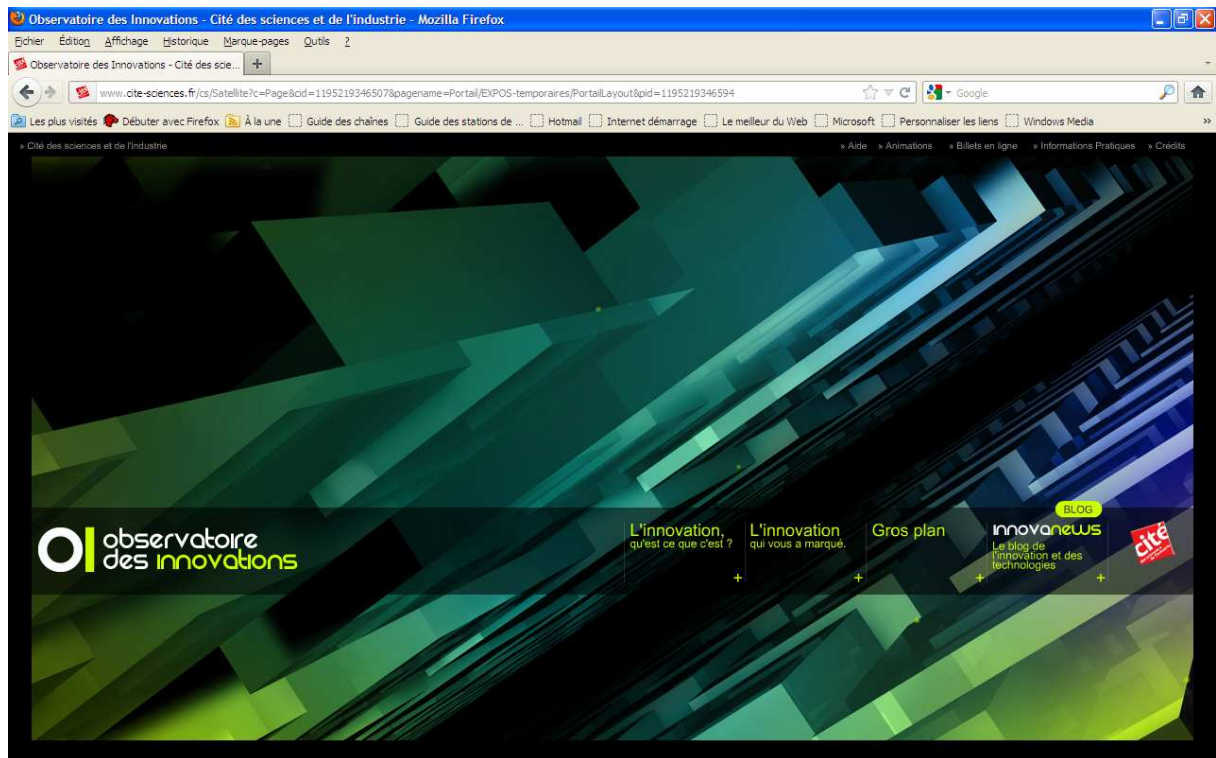 Observatoire des Innovations - Cité des sciences et de l'industrie - Mozilla Firefox
Fichier Édition Affichage Historique Marque-pages Outils ?
Observatoire des Innovations - Cité des scie... +
www.cite-sciences.fr/cs/Satellite?c=Page&cid=1195219346507&pagename=Portail/EXPOS-temporaires/PortailLayout&pid=1195219346594 Google
Les plus visités Débuter avec Firefox À la une Guide des chaînes Guide des stations de ... Hotmail Internet démarrage Le meilleur du Web Microsoft Personnaliser les liens Windows Media »
» Cité des sciences et de l'industrie » Aide » Animations » Billets en ligne » Informations Pratiques » Crédits
OI observatoire
des innovations
L'innovation,
qu'est ce que c'est ?
+
L'innovation
qui vous a marqué.
+
Gros plan
+
BLOG
innovanews
Le blog de
l'innovation et des
technologies
+
cité